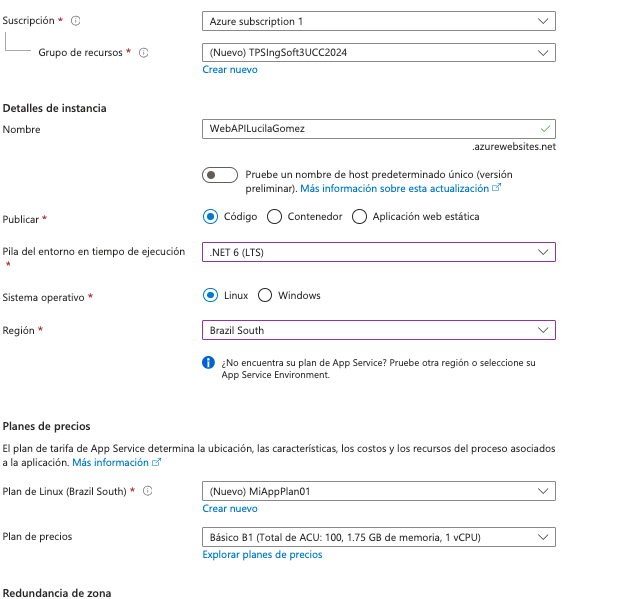 Suscripción *
Azure subscription 1
Grupo de recursos *
(Nuevo) TPSIngSoft3UCC2024
Crear nuevo
Detalles de instancia
Nombre
WebAPILucilaGomez
.azurewebsites.net
Pruebe un nombre de host predeterminado único (versión
preliminar). Más información sobre esta actualización
Publicar *
Código
Contenedor
Aplicación web estática
Pila del entorno en tiempo de ejecución
*
.NET 6 (LTS)
Sistema operativo *
Linux
Windows
Región *
Brazil South
¿No encuentra su plan de App Service? Pruebe otra región o seleccione su
App Service Environment.
Planes de precios
El plan de tarifa de App Service determina la ubicación, las características, los costos y los recursos del proceso asociados
a la aplicación. Más información
Plan de Linux (Brazil South) *
(Nuevo) MiAppPlan01
Crear nuevo
Plan de precios
Básico B1 (Total de ACU: 100, 1.75 GB de memoria, 1 vCPU)
Explorar planes de precios
Redundancia de zona